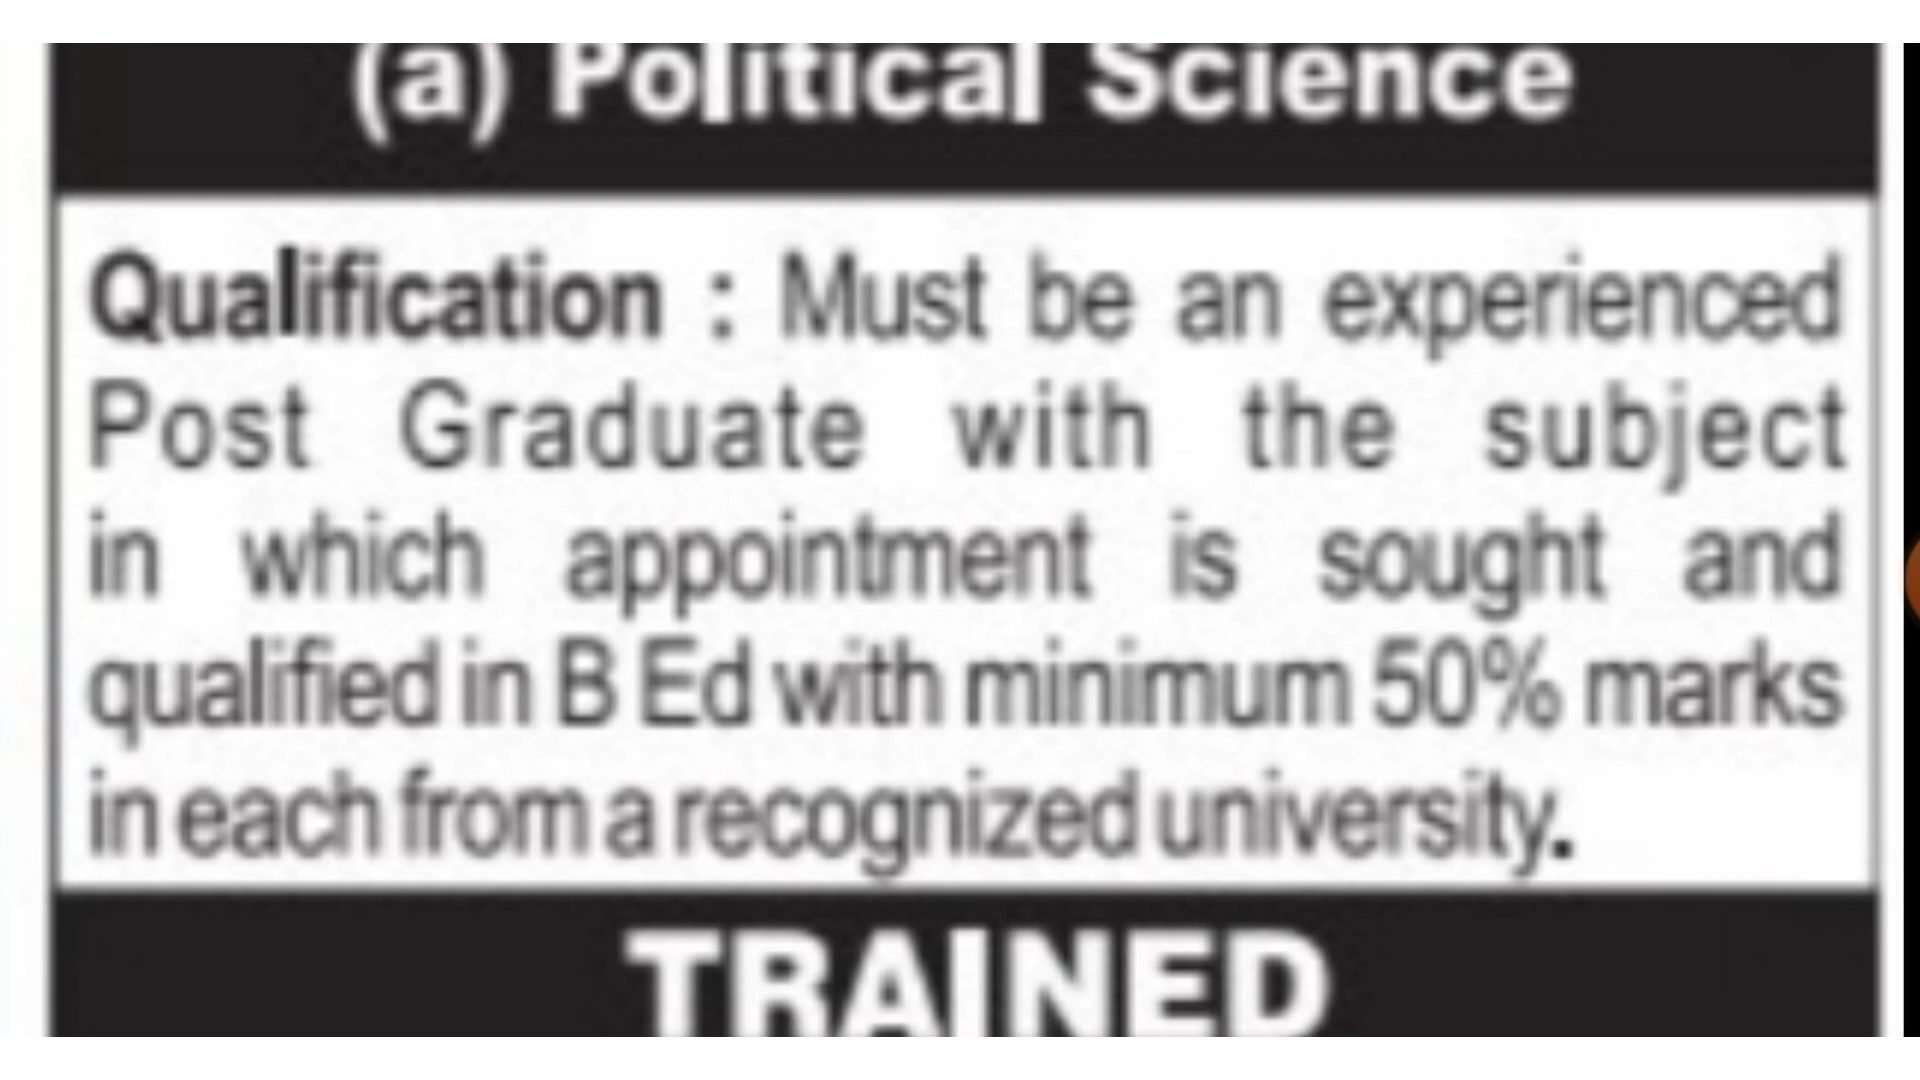 (a) Political Science
Qualification : Must be an experienced
Post Graduate with the subject
in which appointment is sought and
qualified in B Ed with minimum 50% marks
in each from a recognized university.
TRAINED